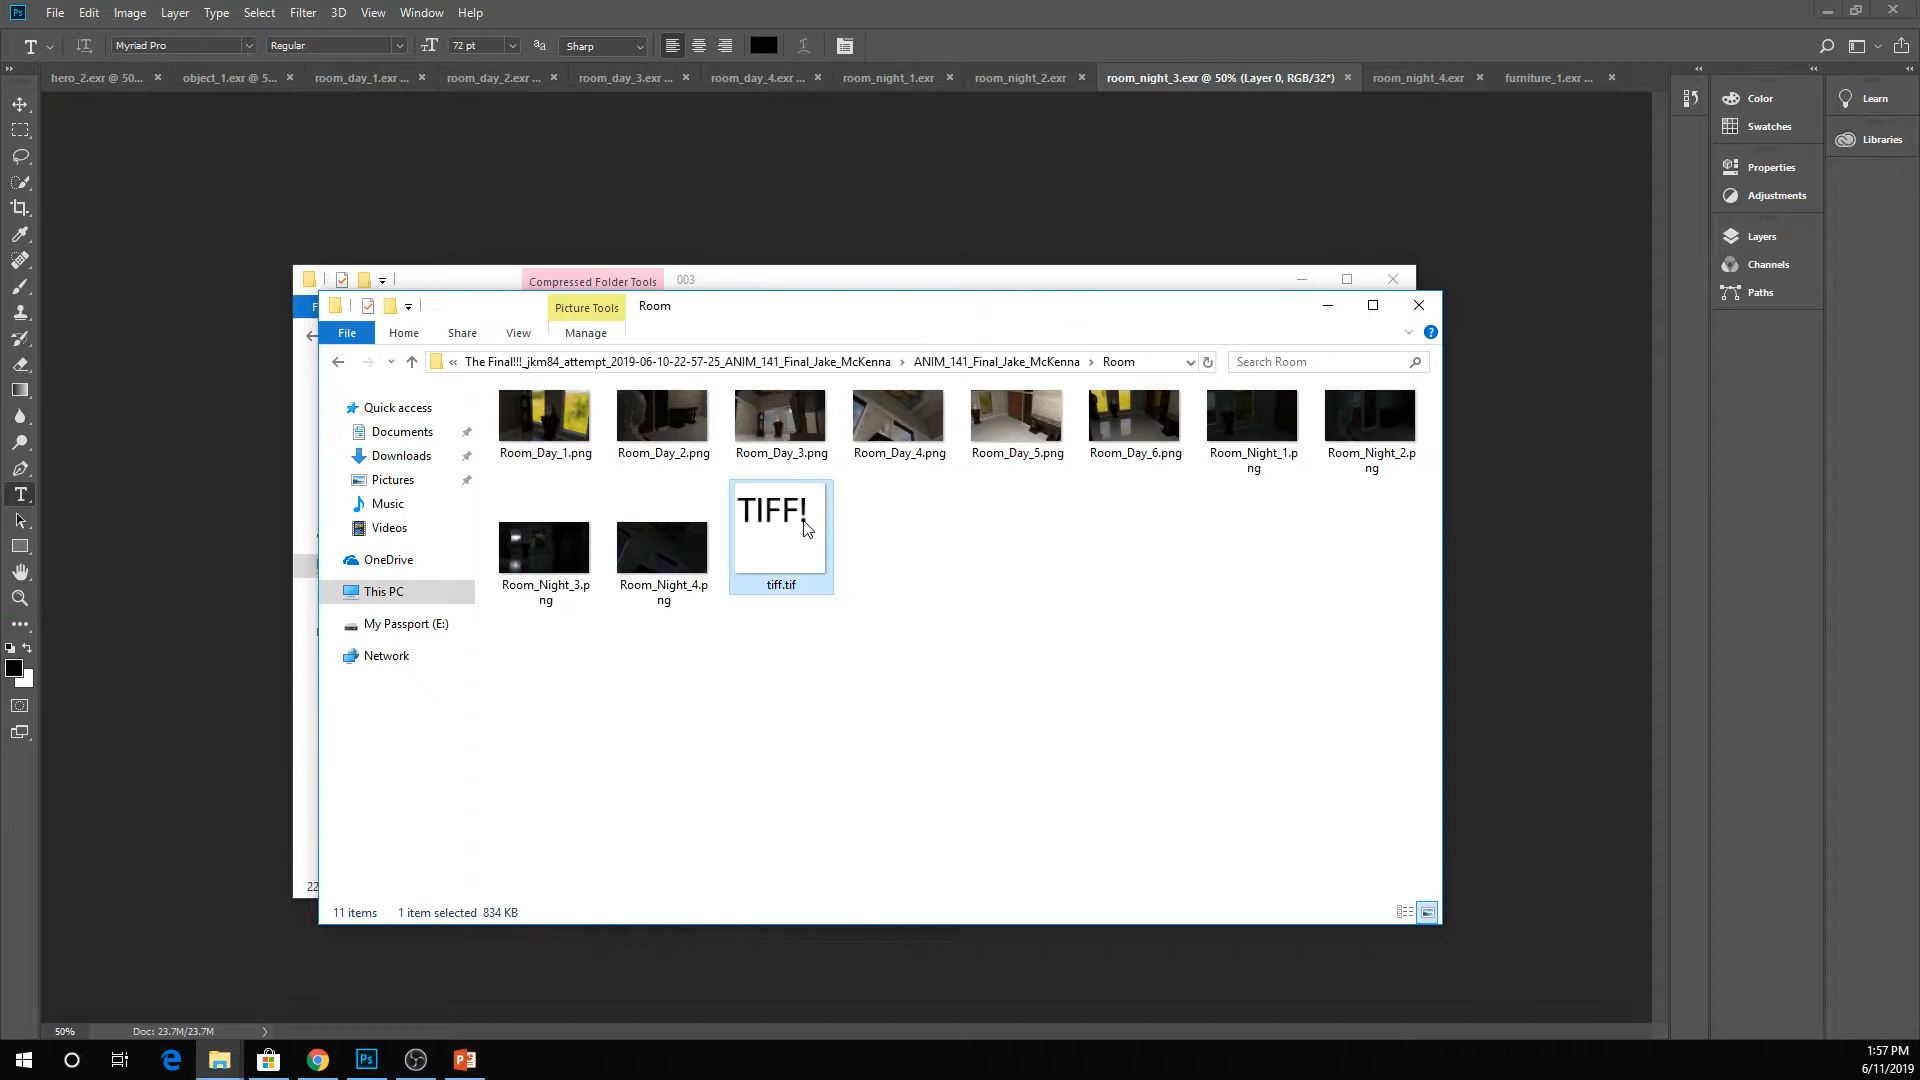 Ps File Edit Image Layer Type Select Filter 3D View Window Help
T Myriad Pro Regular 72 pt aa Sharp
hero_2.exr @ 50... object_1.exr @ 5... room_day_1.exr ... room_day_2.exr ... room_day_3.exr ... room_day_4.exr ... room_night_1.exr room_night_2.exr room_night_3.exr @ 50% (Layer 0, RGB/32*) room_night_4.exr furniture_1.exr ...
Color
Swatches
Properties
Adjustments
Layers
Channels
Paths
Learn
Libraries
Compressed Folder Tools 003
Picture Tools Room
File Home Share View Manage
« The Final!!!_jkm84_attempt_2019-06-10-22-57-25_ANIM_141_Final_Jake_McKenna > ANIM_141_Final_Jake_McKenna > Room
Search Room
Quick access
Documents
Downloads
Pictures
Music
Videos
OneDrive
This PC
My Passport (E:)
Network
Room_Day_1.png Room_Day_2.png Room_Day_3.png Room_Day_4.png Room_Day_5.png Room_Day_6.png Room_Night_1.p
ng Room_Night_2.p
ng
TIFF!
Room_Night_3.p
ng Room_Night_4.p
ng tiff.tif
22
11 items 1 item selected 834 KB
50% Doc: 23.7M/23.7M
Ps
1:57 PM
6/11/2019